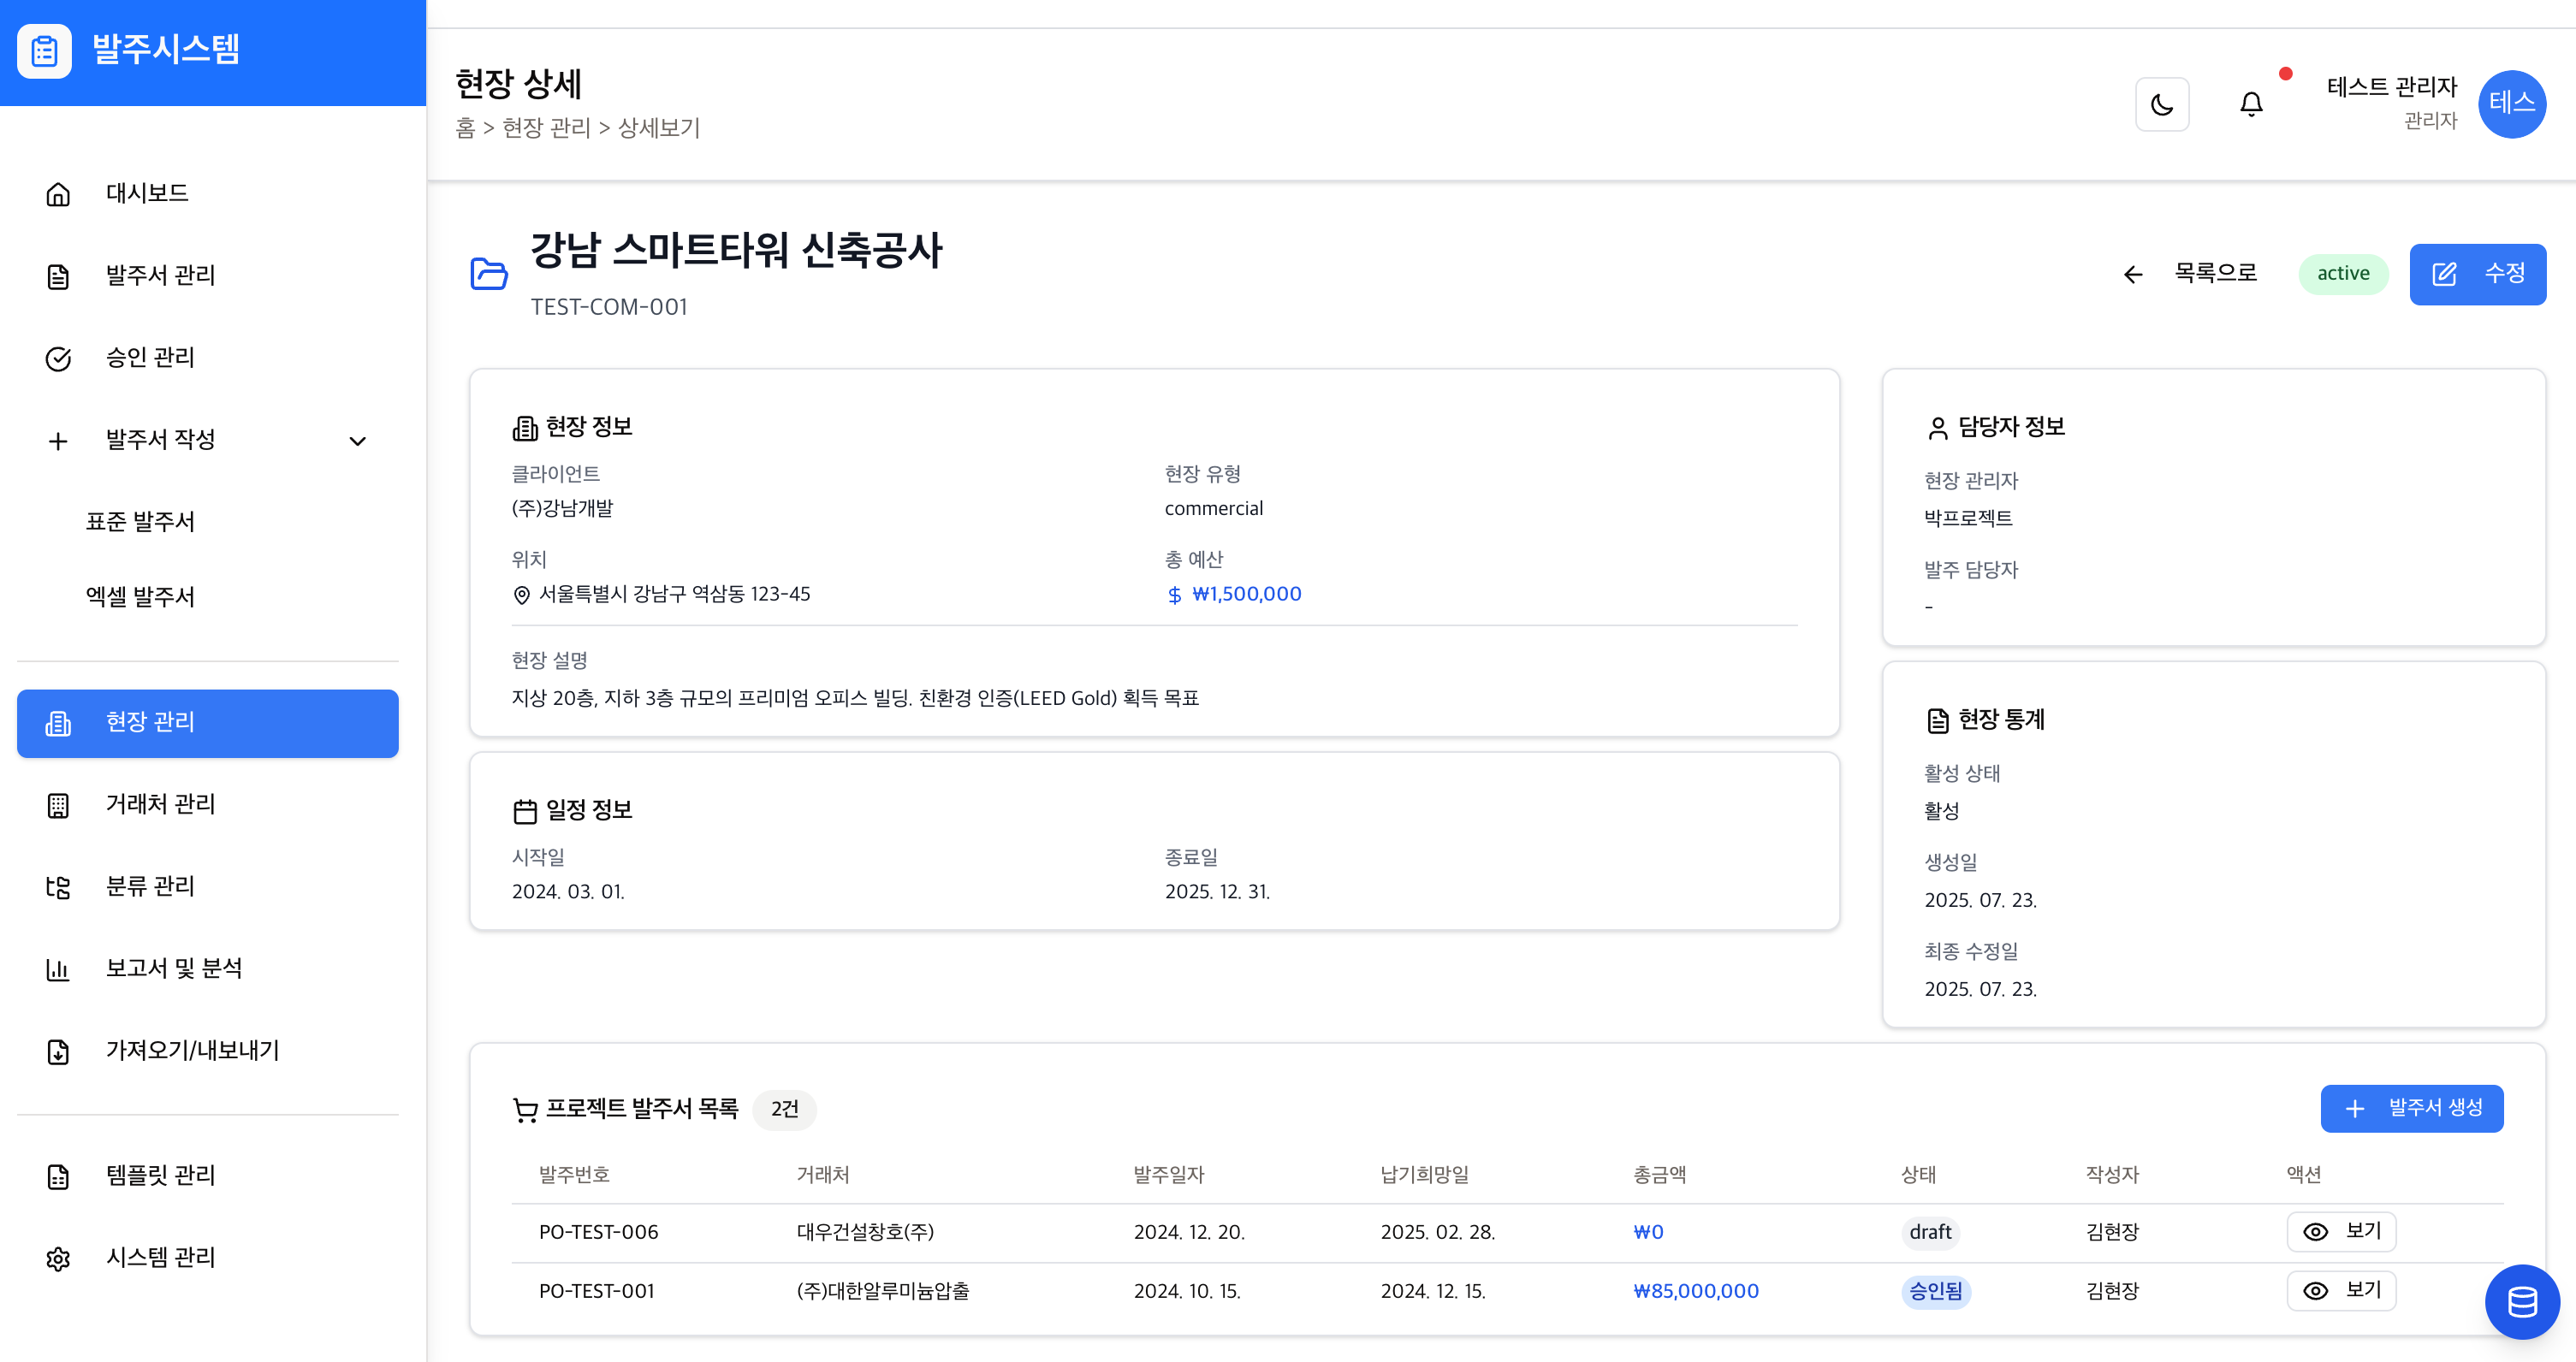 발주시스템
대시보드
발주서 관리
승인 관리
발주서 작성
표준 발주서
엑셀 발주서
현장 관리
거래처 관리
분류 관리
보고서 및 분석
가져오기/내보내기
템플릿 관리
시스템 관리
현장 상세
홈 > 현장 관리 > 상세보기
테스트 관리자
관리자
테스
강남 스마트타워 신축공사
TEST-COM-001
목록으로
active
수정
현장 정보
클라이언트
(주)강남개발
현장 유형
commercial
위치
서울특별시 강남구 역삼동 123-45
총 예산
₩1,500,000
현장 설명
지상 20층, 지하 3층 규모의 프리미엄 오피스 빌딩. 친환경 인증(LEED Gold) 획득 목표
일정 정보
시작일
2024. 03. 01.
종료일
2025. 12. 31.
담당자 정보
현장 관리자
박프로젝트
발주 담당자
-
현장 통계
활성 상태
활성
생성일
2025. 07. 23.
최종 수정일
2025. 07. 23.
프로젝트 발주서 목록 2건
발주서 생성
발주번호 거래처 발주일자 납기희망일 총금액 상태 작성자 액션
PO-TEST-006 대우건설창호(주) 2024. 12. 20. 2025. 02. 28. ₩0 draft 김현장 보기
PO-TEST-001 (주)대한알루미늄압출 2024. 10. 15. 2024. 12. 15. ₩85,000,000 승인됨 김현장 보기